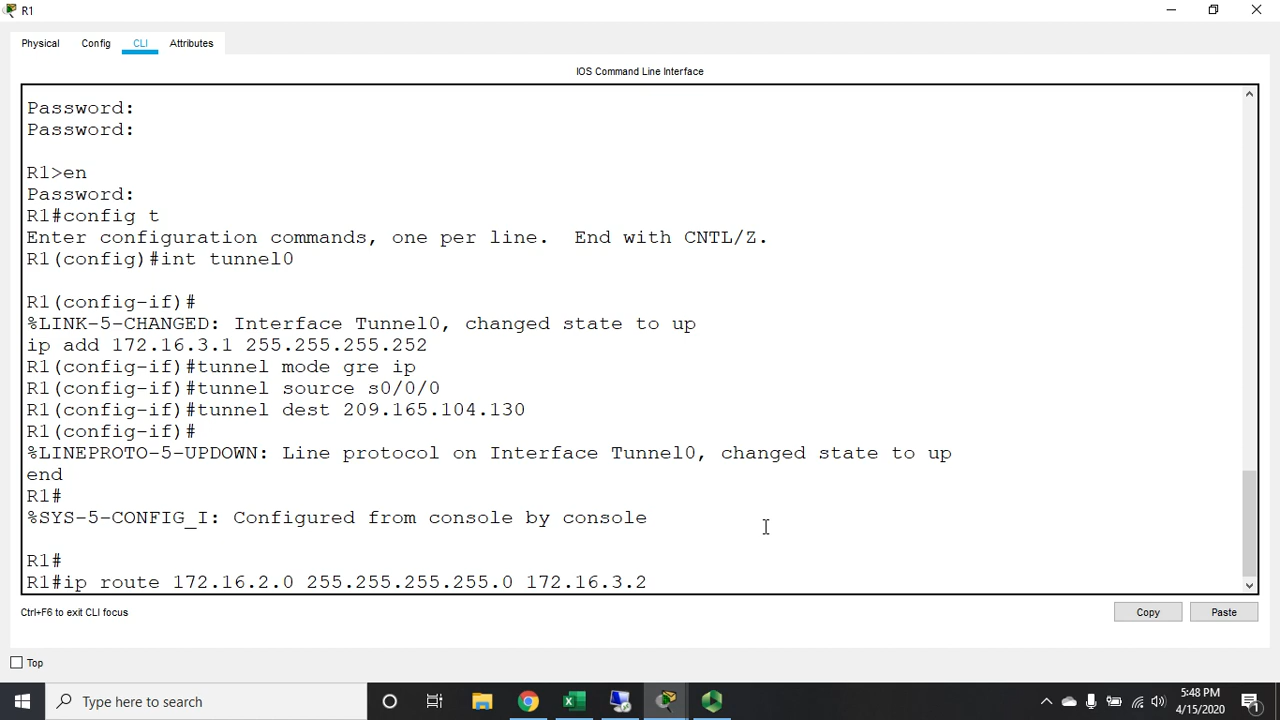 R1
Physical Config CLI Attributes
IOS Command Line Interface
Password:
Password:
R1>en
Password:
R1#config t
Enter configuration commands, one per line.  End with CNTL/Z.
R1(config)#int tunnel0
R1(config-if)#
%LINK-5-CHANGED: Interface Tunnel0, changed state to up
ip add 172.16.3.1 255.255.255.252
R1(config-if)#tunnel mode gre ip
R1(config-if)#tunnel source s0/0/0
R1(config-if)#tunnel dest 209.165.104.130
R1(config-if)#
%LINEPROTO-5-UPDOWN: Line protocol on Interface Tunnel0, changed state to up
end
R1#
%SYS-5-CONFIG_I: Configured from console by console
R1#
R1#ip route 172.16.2.0 255.255.255.255.0 172.16.3.2
Ctrl+F6 to exit CLI focus
Copy Paste
Top
Type here to search
5:48 PM
4/15/2020
1